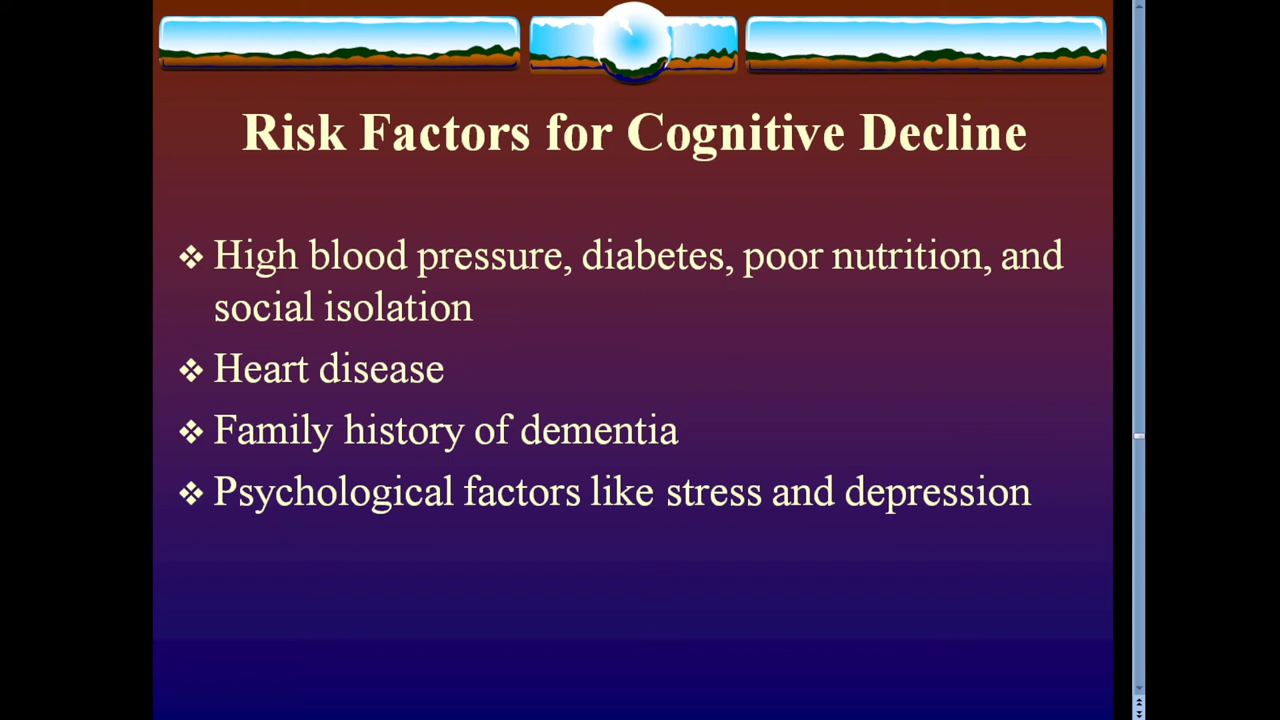 Risk Factors for Cognitive Decline
❖ High blood pressure, diabetes, poor nutrition, and
social isolation
❖ Heart disease
❖ Family history of dementia
❖ Psychological factors like stress and depression